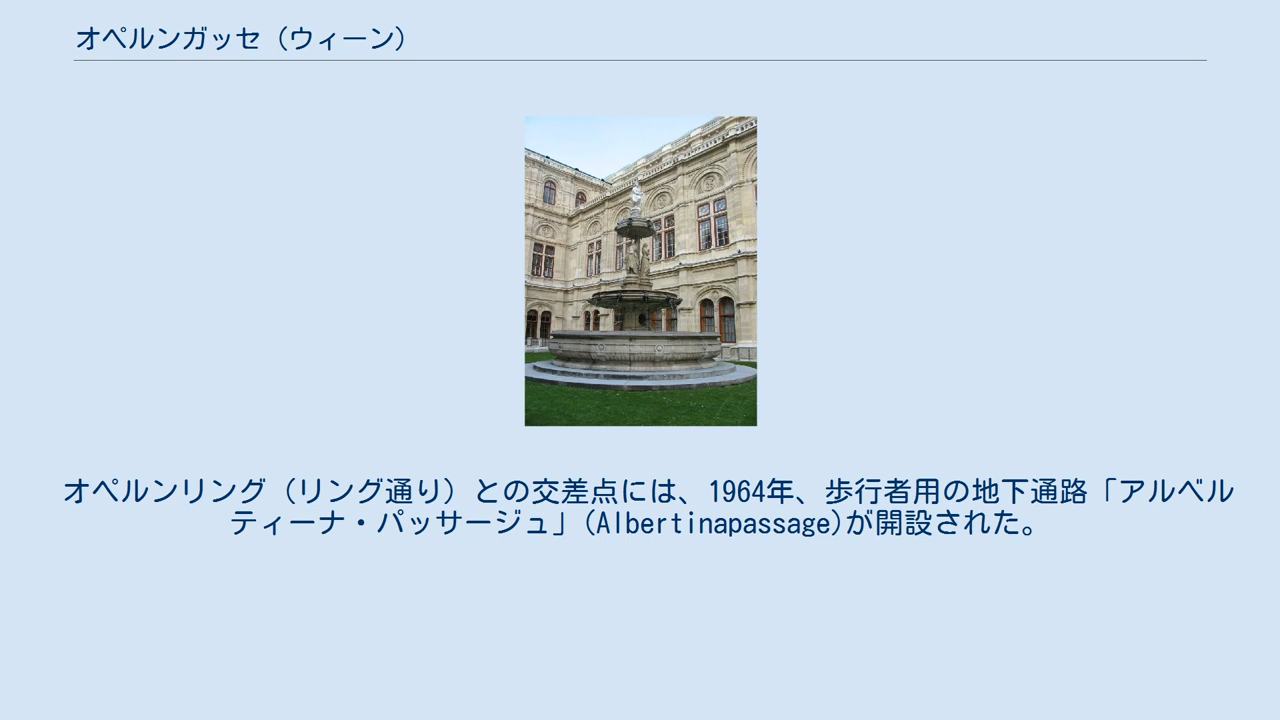 オペルンガッセ（ウィーン）
オペルンリング（リング通り）との交差点には、1964年、歩行者用の地下通路「アルベル
ティーナ・パッサージュ」(Albertinapassage)が開設された。